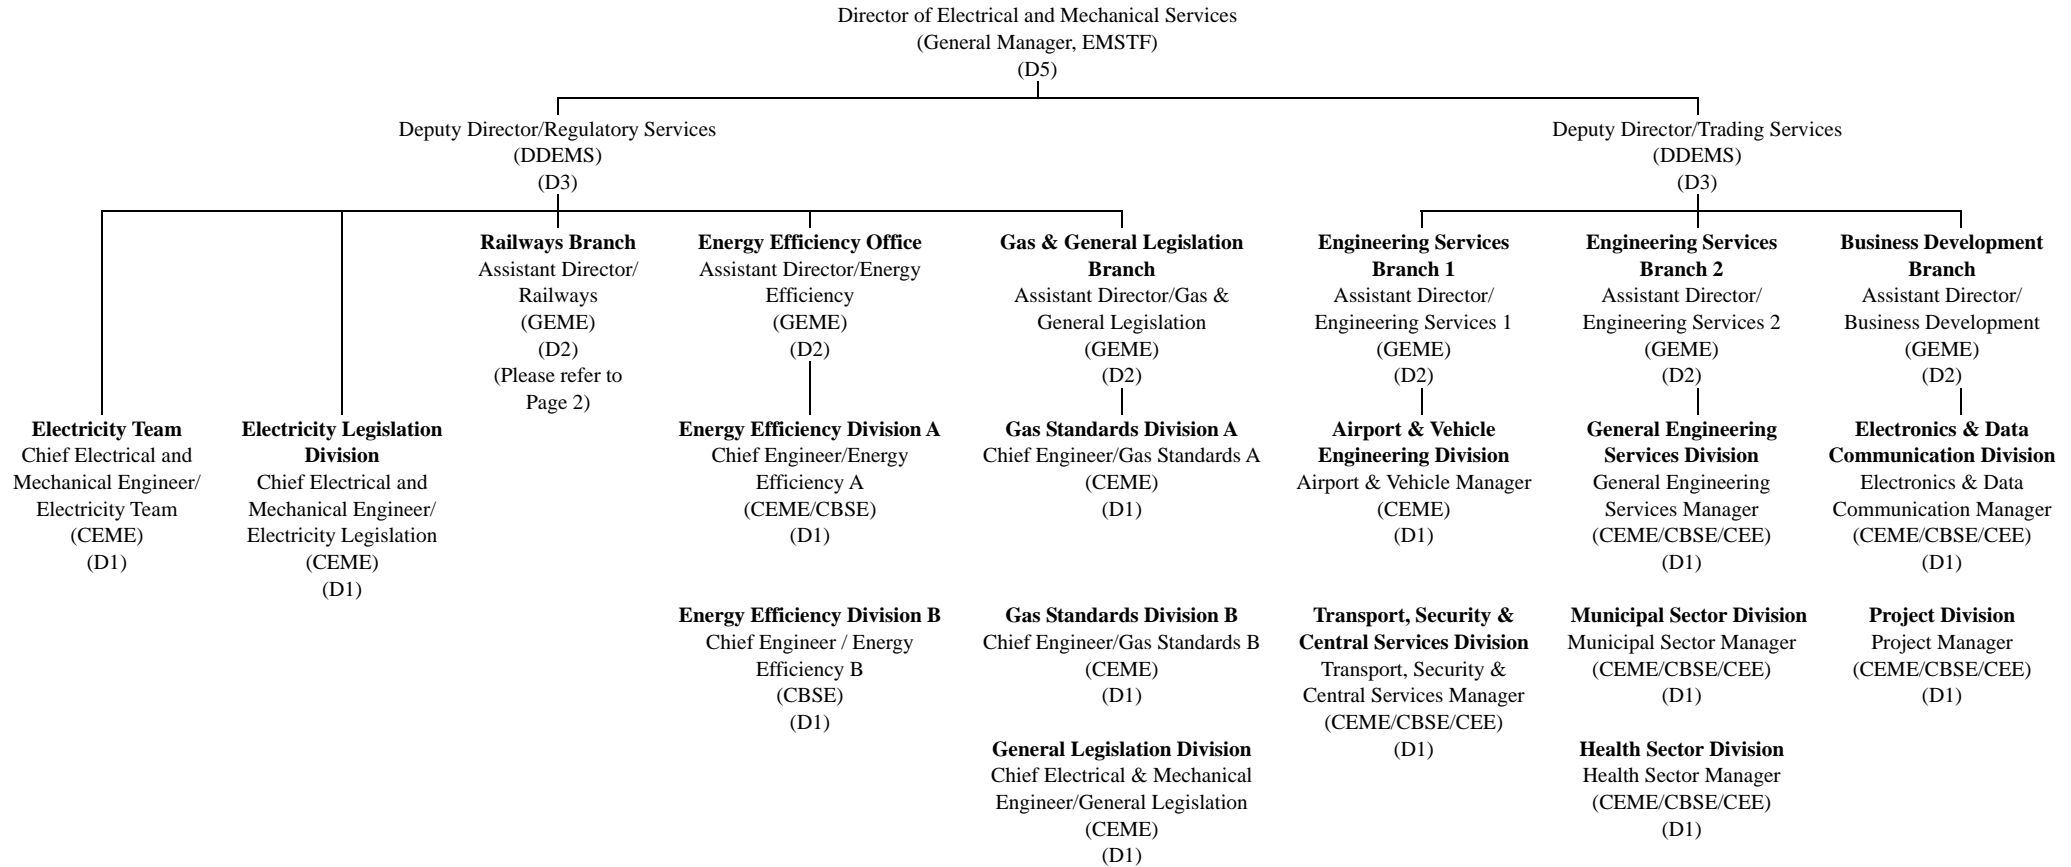 Director of Electrical and Mechanical Services
(General Manager, EMSTF)
(D5)
Deputy Director/Regulatory Services
(DDEMS)
(D3)
Deputy Director/Trading Services
(DDEMS)
(D3)
Electricity Team
Chief Electrical and
Mechanical Engineer/
Electricity Team
(CEME)
(D1)
Electricity Legislation
Division
Chief Electrical and
Mechanical Engineer/
Electricity Legislation
(CEME)
(D1)
Railways Branch
Assistant Director/
Railways
(GEME)
(D2)
(Please refer to
Page 2)
Energy Efficiency Office
Assistant Director/Energy
Efficiency
(GEME)
(D2)
Energy Efficiency Division A
Chief Engineer/Energy
Efficiency A
(CEME/CBSE)
(D1)
Energy Efficiency Division B
Chief Engineer / Energy
Efficiency B
(CBSE)
(D1)
Gas & General Legislation
Branch
Assistant Director/Gas &
General Legislation
(GEME)
(D2)
Gas Standards Division A
Chief Engineer/Gas Standards A
(CEME)
(D1)
Gas Standards Division B
Chief Engineer/Gas Standards B
(CEME)
(D1)
General Legislation Division
Chief Electrical & Mechanical
Engineer/General Legislation
(CEME)
(D1)
Engineering Services
Branch 1
Assistant Director/
Engineering Services 1
(GEME)
(D2)
Airport & Vehicle
Engineering Division
Airport & Vehicle Manager
(CEME)
(D1)
Transport, Security &
Central Services Division
Transport, Security &
Central Services Manager
(CEME/CBSE/CEE)
(D1)
Engineering Services
Branch 2
Assistant Director/
Engineering Services 2
(GEME)
(D2)
General Engineering
Services Division
General Engineering
Services Manager
(CEME/CBSE/CEE)
(D1)
Municipal Sector Division
Municipal Sector Manager
(CEME/CBSE/CEE)
(D1)
Health Sector Division
Health Sector Manager
(CEME/CBSE/CEE)
(D1)
Business Development
Branch
Assistant Director/
Business Development
(GEME)
(D2)
Electronics & Data
Communication Division
Electronics & Data
Communication Manager
(CEME/CBSE/CEE)
(D1)
Project Division
Project Manager
(CEME/CBSE/CEE)
(D1)